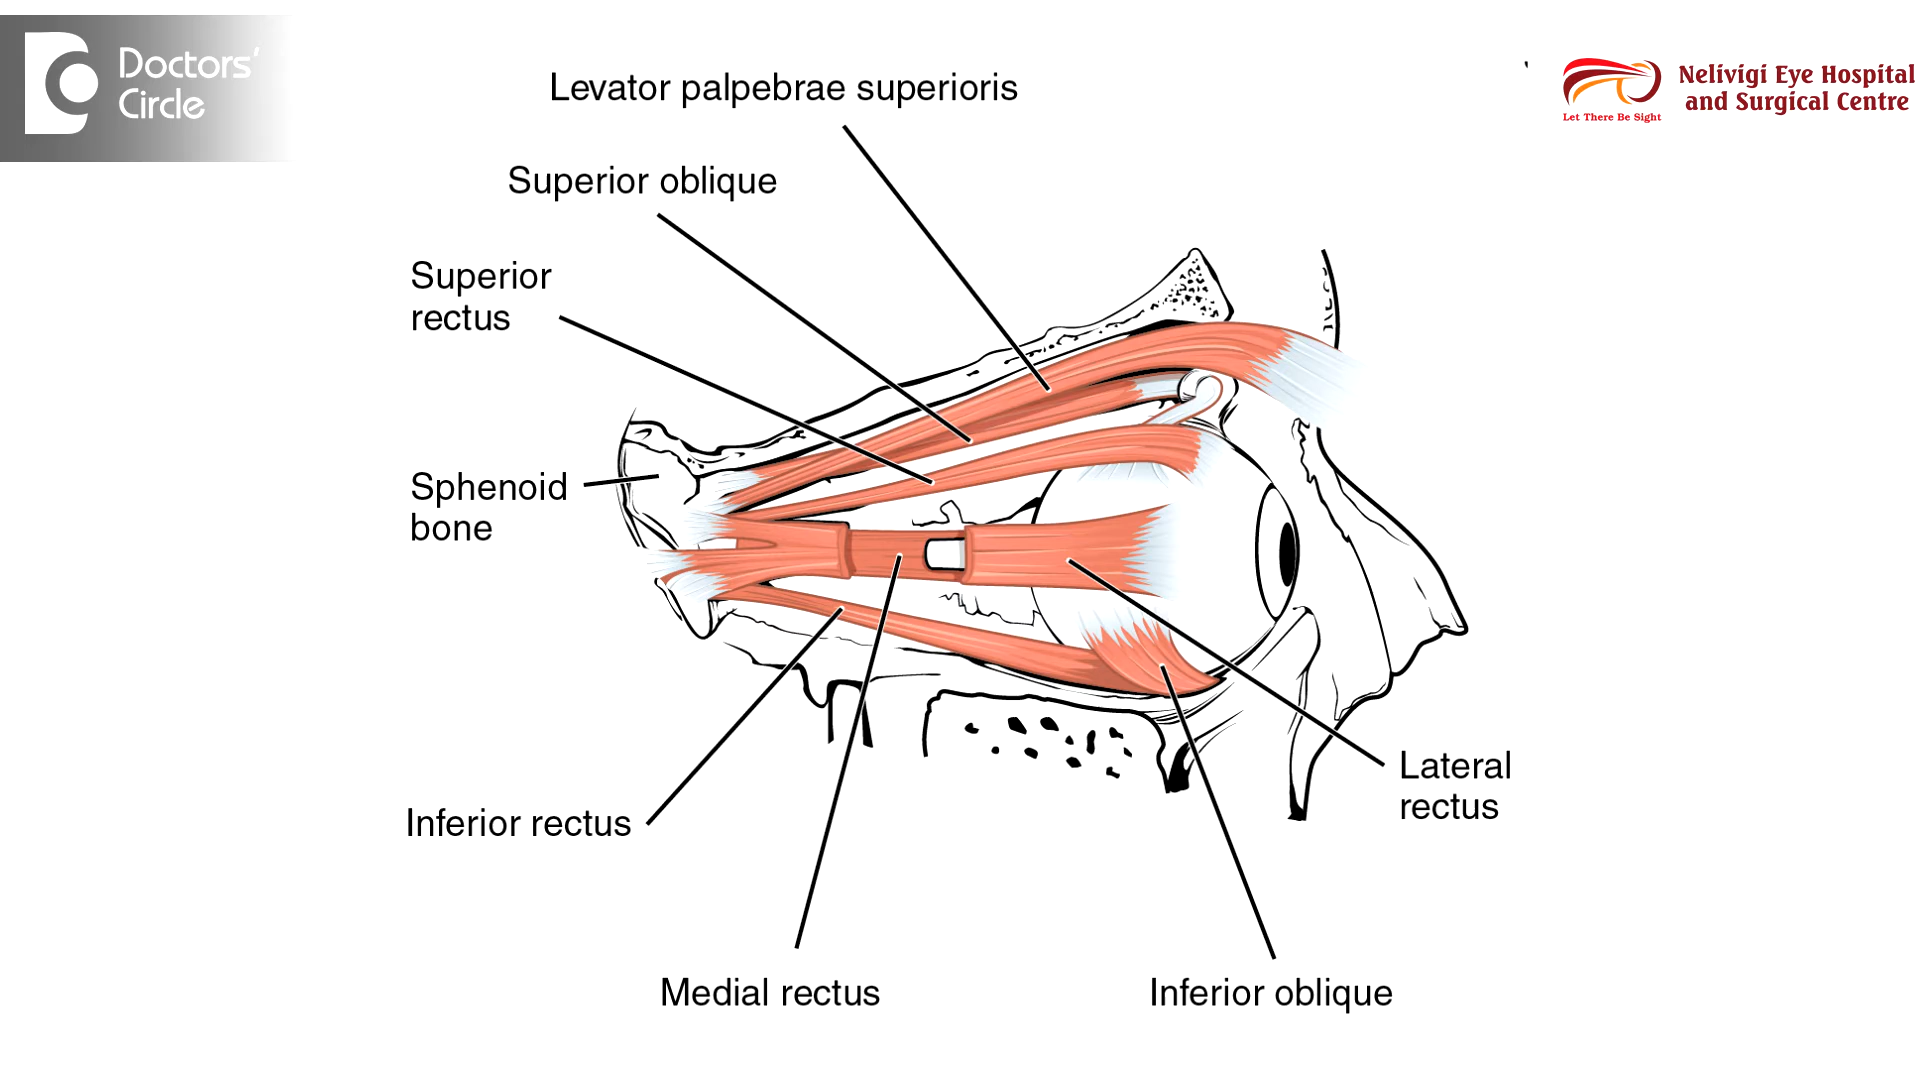 Doctors'
Circle
Nelivigi Eye Hospital
and Surgical Centre
Let There Be Sight
Levator palpebrae superioris
Superior oblique
Superior
rectus
Sphenoid
bone
Inferior rectus
Lateral
rectus
Medial rectus
Inferior oblique